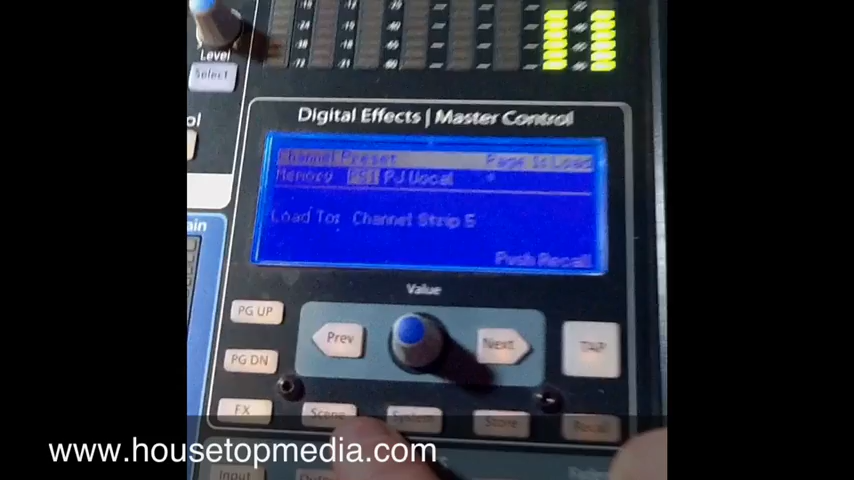 Level
Select
Digital Effects | Master Control
Channel Preset Page 1: Load
Memory PJ Vocal *
Load To: Channel Strip 5
Push Recall
Value
PG UP
Prev
Next
TAP
PG DN
FX
Scene
System
Store
Recall
www.housetopmedia.com
Input